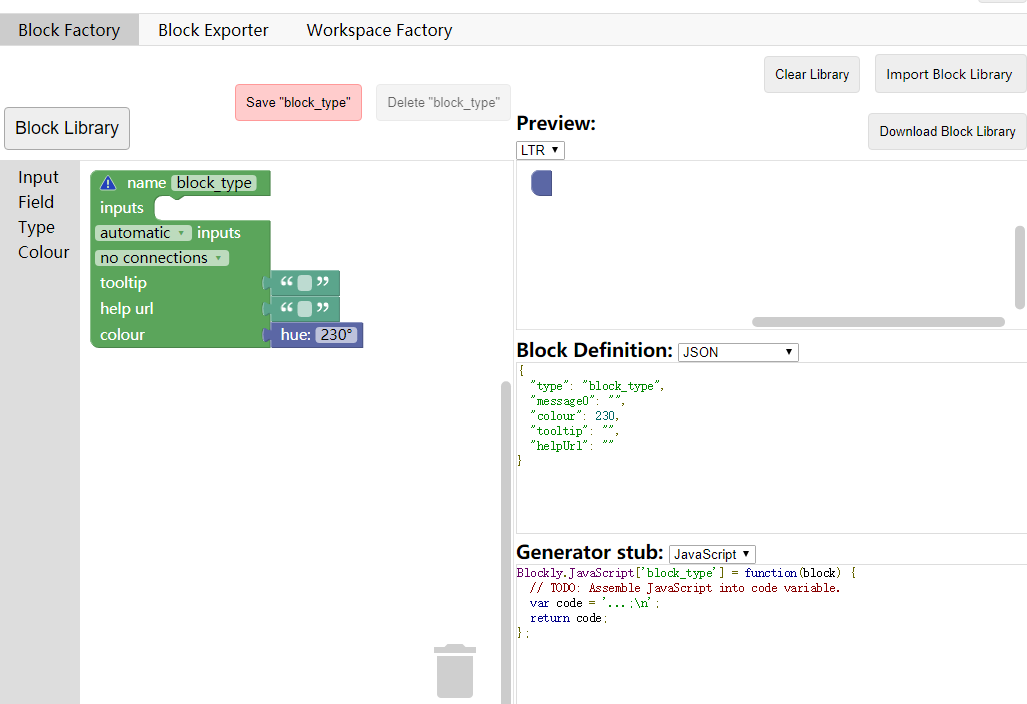 Block Factory Block Exporter Workspace Factory
Clear Library Import Block Library
Save "block_type" Delete "block_type"
Block Library
Preview:
Download Block Library
LTR
Input
Field
Type
Colour
name block_type
inputs
automatic inputs
no connections
tooltip “ ”
help url “ ”
colour hue: 230°
Block Definition: JSON
{
"type": "block_type",
"message0": "",
"colour": 230,
"tooltip": "",
"helpUrl": ""
}
Generator stub: JavaScript
Blockly.JavaScript['block_type'] = function(block) {
// TODO: Assemble JavaScript into code variable.
var code = '...;\n';
return code;
};